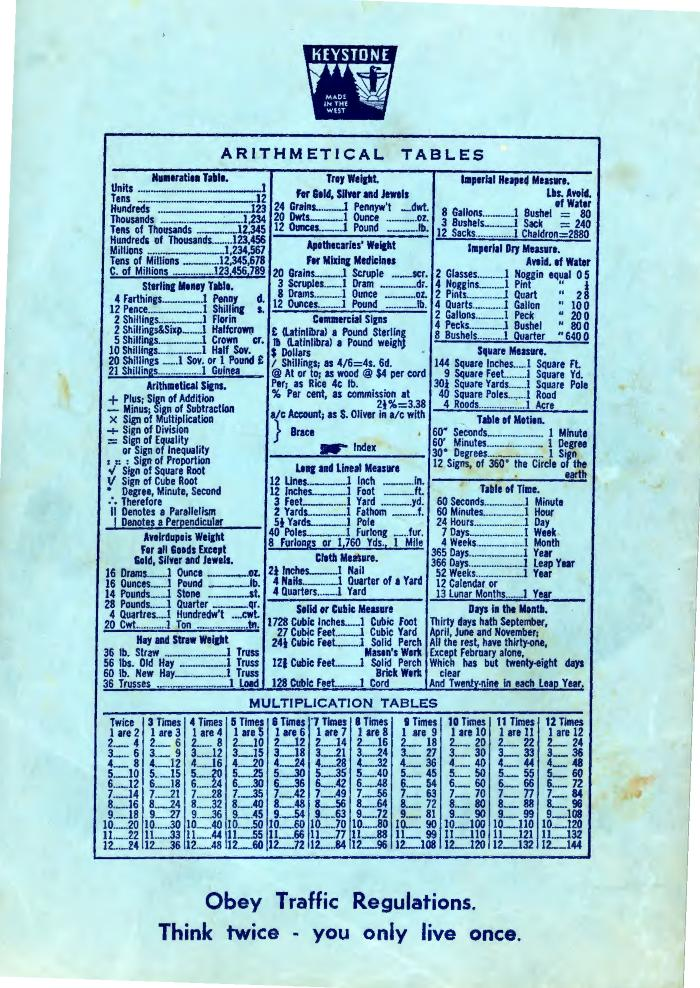 KEYSTONE
MADE
IN THE
WEST
ARITHMETICAL TABLES
Numeration Table.
Units 1
Tens 12
Hundreds 123
Thousands 1,234
Tens of Thousands 12,345
Hundreds of Thousands 123,456
Millions 1,234,567
Tens of Millions 12,345,678
C. of Millions 123,456,789
Sterling Money Table.
4 Farthings 1 Penny d.
12 Pence 1 Shilling s.
2 Shillings 1 Florin
2 Shillings&Sixp 1 Halfcrown
5 Shillings 1 Crown cr.
10 Shillings 1 Half Sov.
20 Shillings 1 Sov. or 1 Pound £
21 Shillings 1 Guinea
Arithmetical Signs.
+ Plus; Sign of Addition
— Minus; Sign of Subtraction
× Sign of Multiplication
÷ Sign of Division
= Sign of Equality
or Sign of Inequality
: :: : Sign of Proportion
√ Sign of Square Root
∛ Sign of Cube Root
° ' " Degree, Minute, Second
∴ Therefore
|| Denotes a Parallelism
| Denotes a Perpendicular
Avoirdupois Weight
For all Goods Except
Gold, Silver and Jewels.
16 Drams 1 Ounce oz.
16 Ounces 1 Pound lb.
14 Pounds 1 Stone st.
28 Pounds 1 Quarter qr.
4 Quartres 1 Hundredw't cwt.
20 Cwt 1 Ton tn.
Hay and Straw Weight
36 lb. Straw 1 Truss
56 lbs. Old Hay 1 Truss
60 lb. New Hay 1 Truss
36 Trusses 1 Load
Troy Weight.
For Gold, Silver and Jewels
24 Grains 1 Pennyw't dwt.
20 Dwts 1 Ounce oz.
12 Ounces 1 Pound lb.
Apothecaries' Weight
For Mixing Medicines
20 Grains 1 Scruple scr.
3 Scruples 1 Dram dr.
8 Drams 1 Ounce oz.
12 Ounces 1 Pound lb.
Commercial Signs
£ (Latinlibra) a Pound Sterling
lb (Latinlibra) a Pound weight
$ Dollars
/ Shillings; as 4/6=4s. 6d.
@ At or to; as wood @ $4 per cord
Per; as Rice 4c lb.
% Per cent, as commission at
2½%=3.38
a/c Account; as S. Oliver in a/c with
} Brace
☛ Index
Long and Lineal Measure
12 Lines 1 Inch in.
12 Inches 1 Foot ft.
3 Feet 1 Yard yd.
2 Yards 1 Fathom f.
5½ Yards 1 Pole
40 Poles 1 Furlong fur.
8 Furlongs or 1,760 Yds., 1 Mile
Cloth Measure.
2¼ Inches 1 Nail
4 Nails 1 Quarter of a Yard
4 Quarters 1 Yard
Solid or Cubic Measure
1728 Cubic Inches 1 Cubic Foot
27 Cubic Feet 1 Cubic Yard
24¾ Cubic Feet 1 Solid Perch
Mason's Work
12⅜ Cubic Feet 1 Solid Perch
Brick Work
128 Cubic Feet 1 Cord
Imperial Heaped Measure.
Lbs. Avoid.
of Water
8 Gallons 1 Bushel = 80
3 Bushels 1 Sack = 240
12 Sacks 1 Chaldron=2880
Imperial Dry Measure.
Avoid. of Water
2 Glasses 1 Noggin equal 0 5
4 Noggins 1 Pint "
2 Pints 1 Quart " 2 8
4 Quarts 1 Gallon " 10 0
2 Gallons 1 Peck " 20 0
4 Pecks 1 Bushel " 80 0
8 Bushels 1 Quarter " 640 0
Square Measure.
144 Square Inches 1 Square Ft.
9 Square Feet 1 Square Yd.
30¼ Square Yards 1 Square Pole
40 Square Poles 1 Rood
4 Roods 1 Acre
Table of Motion.
60" Seconds 1 Minute
60' Minutes 1 Degree
30° Degrees 1 Sign
12 Signs, of 360° the Circle of the
earth
Table of Time.
60 Seconds 1 Minute
60 Minutes 1 Hour
24 Hours 1 Day
7 Days 1 Week
4 Weeks 1 Month
365 Days 1 Year
366 Days 1 Leap Year
52 Weeks 1 Year
12 Calendar or
13 Lunar Months 1 Year
Days in the Month.
Thirty days hath September,
April, June and November;
All the rest, have thirty-one,
Except February alone,
Which has but twenty-eight days
clear
And Twenty-nine in each Leap Year.
MULTIPLICATION TABLES
Twice 3 Times 4 Times 5 Times 6 Times 7 Times 8 Times 9 Times 10 Times 11 Times 12 Times
1 are 2 1 are 3 1 are 4 1 are 5 1 are 6 1 are 7 1 are 8 1 are 9 1 are 10 1 are 11 1 are 12
2 4 2 6 2 8 2 10 2 12 2 14 2 16 2 18 2 20 2 22 2 24
3 6 3 9 3 12 3 15 3 18 3 21 3 24 3 27 3 30 3 33 3 36
4 8 4 12 4 16 4 20 4 24 4 28 4 32 4 36 4 40 4 44 4 48
5 10 5 15 5 20 5 25 5 30 5 35 5 40 5 45 5 50 5 55 5 60
6 12 6 18 6 24 6 30 6 36 6 42 6 48 6 54 6 60 6 66 6 72
7 14 7 21 7 28 7 35 7 42 7 49 7 56 7 63 7 70 7 77 7 84
8 16 8 24 8 32 8 40 8 48 8 56 8 64 8 72 8 80 8 88 8 96
9 18 9 27 9 36 9 45 9 54 9 63 9 72 9 81 9 90 9 99 9 108
10 20 10 30 10 40 10 50 10 60 10 70 10 80 10 90 10 100 10 110 10 120
11 22 11 33 11 44 11 55 11 66 11 77 11 88 11 99 11 110 11 121 11 132
12 24 12 36 12 48 12 60 12 72 12 84 12 96 12 108 12 120 12 132 12 144
Obey Traffic Regulations.
Think twice - you only live once.